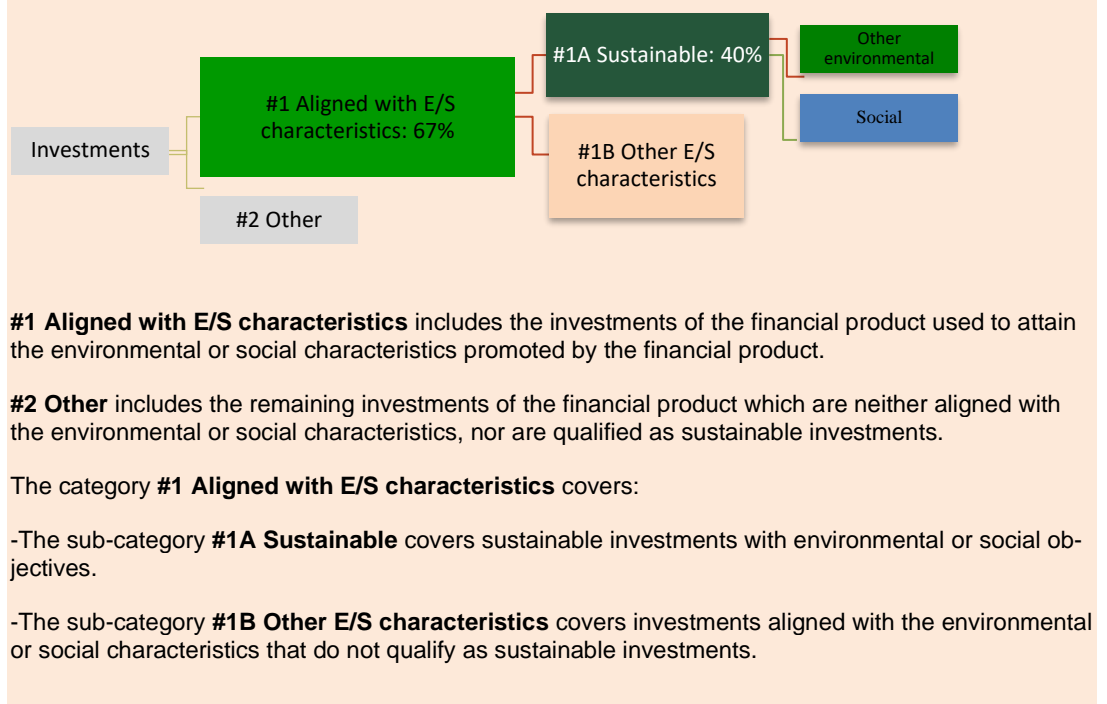 Investments
#1 Aligned with E/S
characteristics: 67%
#2 Other
#1A Sustainable: 40%
#1B Other E/S
characteristics
Other
environmental
Social
#1 Aligned with E/S characteristics includes the investments of the financial product used to attain
the environmental or social characteristics promoted by the financial product.
#2 Other includes the remaining investments of the financial product which are neither aligned with
the environmental or social characteristics, nor are qualified as sustainable investments.
The category #1 Aligned with E/S characteristics covers:
-The sub-category #1A Sustainable covers sustainable investments with environmental or social ob-
jectives.
-The sub-category #1B Other E/S characteristics covers investments aligned with the environmental
or social characteristics that do not qualify as sustainable investments.